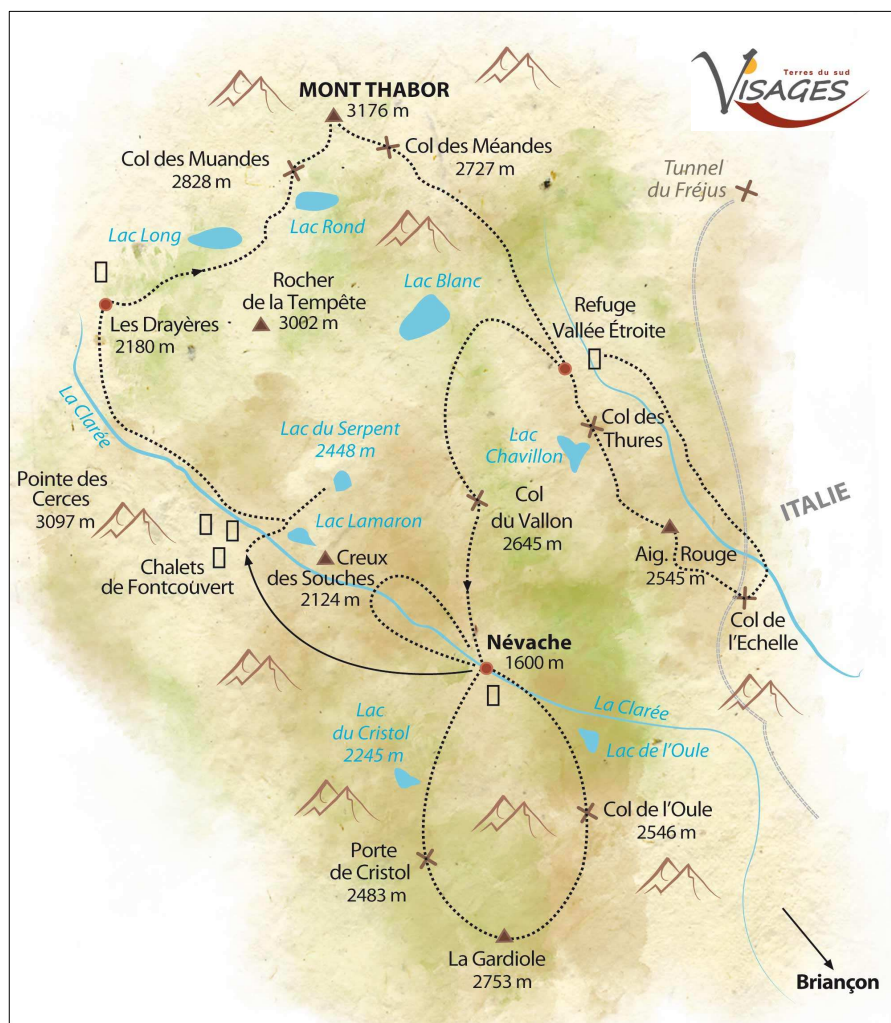 Terres du sud
VISAGES
MONT THABOR
3176 m
Col des Muandes
2828 m
Col des Méandes
2727 m
Tunnel
du Fréjus
Lac Long
Lac Rond
Lac Blanc
Rocher
de la Tempête
3002 m
Les Drayères
2180 m
Refuge
Vallée Étroite
La Clarée
Lac du Serpent
2448 m
Col des
Thures
Lac
Chavillon
Pointe des
Cerces
3097 m
Lac Lamaron
Col
du Vallon
2645 m
ITALIE
Chalets
de Fontcouvert
Creux
des Souches
2124 m
Aig. Rouge
2545 m
Col de
l'Echelle
Névache
1600 m
La Clarée
Lac
du Cristol
2245 m
Lac de l'Oule
Col de l'Oule
2546 m
Porte
de Cristol
2483 m
La Gardiole
2753 m
Briançon